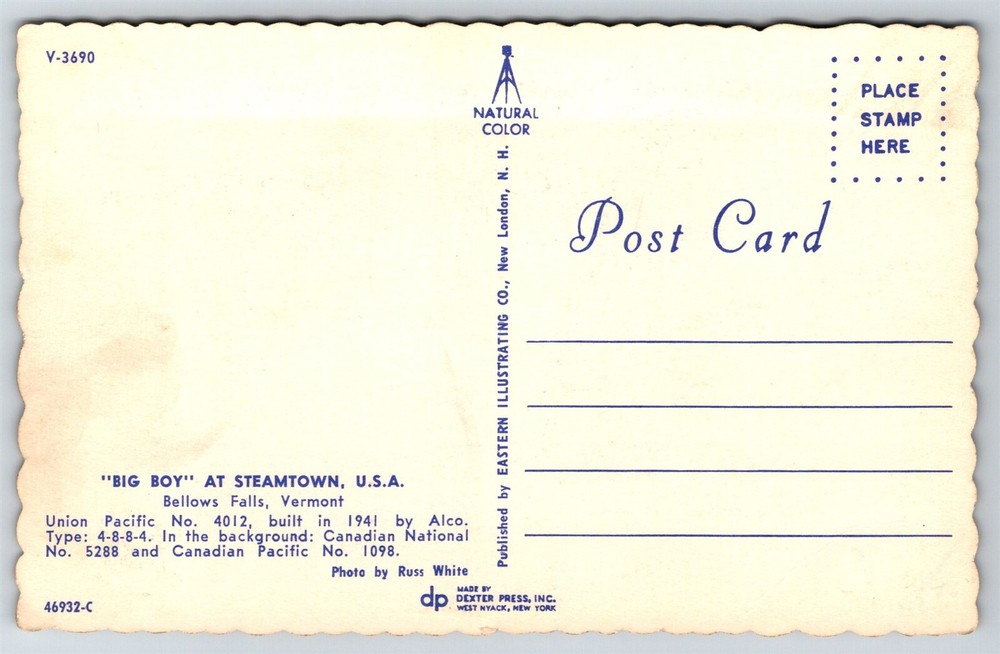 V-3690
NATURAL
COLOR
PLACE
STAMP
HERE
Post Card
Published by EASTERN ILLUSTRATING CO., New London, N. H.
"BIG BOY" AT STEAMTOWN, U.S.A.
Bellows Falls, Vermont
Union Pacific No. 4012, built in 1941 by Alco.
Type: 4-8-8-4. In the background: Canadian National
No. 5288 and Canadian Pacific No. 1098.
Photo by Russ White
46932-C
dp
MADE BY
DEXTER PRESS, INC.
WEST NYACK, NEW YORK